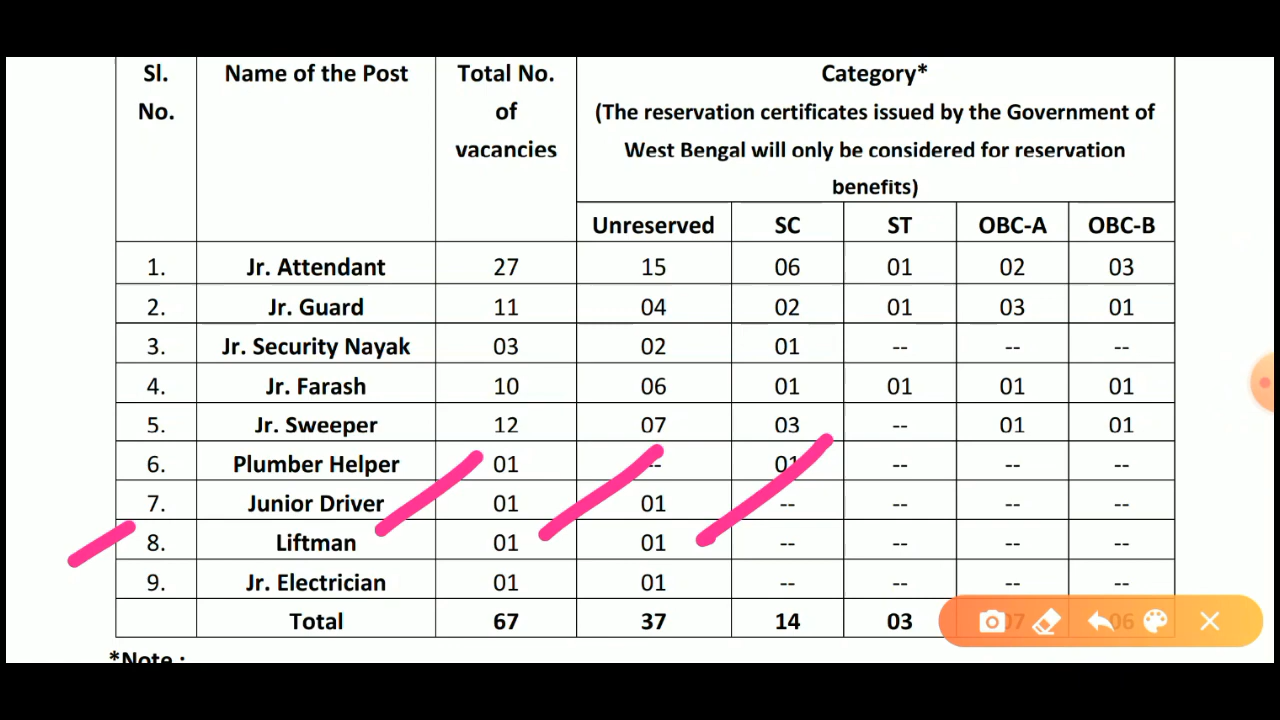 Sl. No. Name of the Post Total No. of vacancies Category*
(The reservation certificates issued by the Government of
West Bengal will only be considered for reservation
benefits)
Unreserved SC ST OBC-A OBC-B
1. Jr. Attendant 27 15 06 01 02 03
2. Jr. Guard 11 04 02 01 03 01
3. Jr. Security Nayak 03 02 01 -- -- --
4. Jr. Farash 10 06 01 01 01 01
5. Jr. Sweeper 12 07 03 -- 01 01
6. Plumber Helper 01 -- 01 -- -- --
7. Junior Driver 01 01 -- -- -- --
8. Liftman 01 01 -- -- -- --
9. Jr. Electrician 01 01 -- -- -- --
Total 67 37 14 03 07 06
*Note :